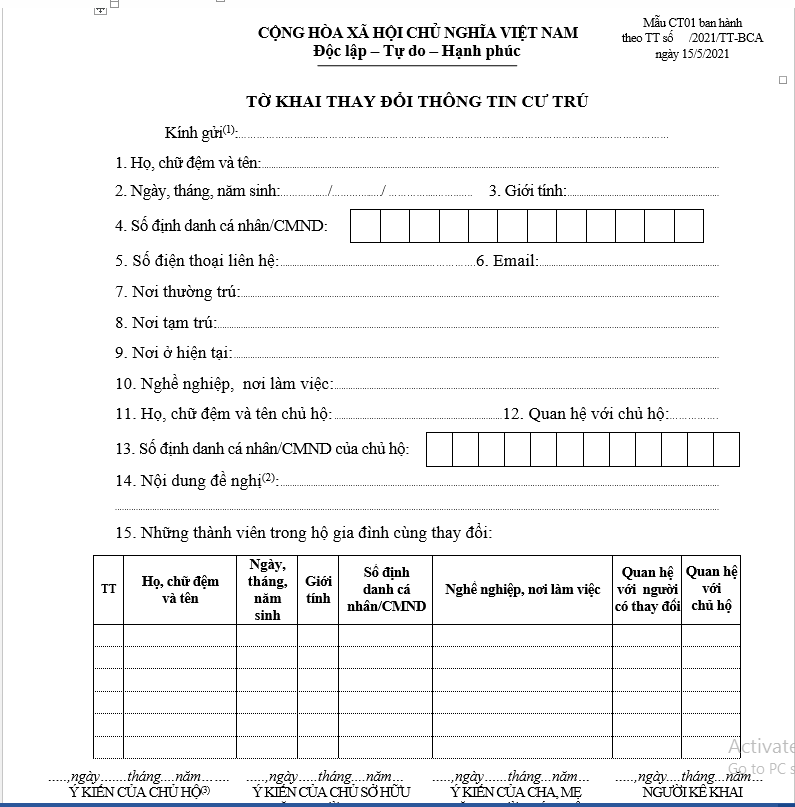 CỘNG HÒA XÃ HỘI CHỦ NGHĨA VIỆT NAM
Độc lập – Tự do – Hạnh phúc
Mẫu CT01 ban hành
theo TT số /2021/TT-BCA
ngày 15/5/2021
TỜ KHAI THAY ĐỔI THÔNG TIN CƯ TRÚ
Kính gửi(1):
1. Họ, chữ đệm và tên:
2. Ngày, tháng, năm sinh:............./............../........................ 3. Giới tính:
4. Số định danh cá nhân/CMND:
5. Số điện thoại liên hệ: 6. Email:
7. Nơi thường trú:
8. Nơi tạm trú:
9. Nơi ở hiện tại:
10. Nghề nghiệp, nơi làm việc:
11. Họ, chữ đệm và tên chủ hộ: 12. Quan hệ với chủ hộ:
13. Số định danh cá nhân/CMND của chủ hộ:
14. Nội dung đề nghị(2):
15. Những thành viên trong hộ gia đình cùng thay đổi:
TT
Họ, chữ đệm
và tên
Ngày,
tháng,
năm
sinh
Giới
tính
Số định
danh cá
nhân/CMND
Nghề nghiệp, nơi làm việc
Quan hệ
với người
có thay đổi
Quan hệ
với
chủ hộ
Activate
Go to PC s
.....,ngày.......tháng....năm.......
Ý KIẾN CỦA CHỦ HỘ(3)
.....,ngày.....tháng....năm...
Ý KIẾN CỦA CHỦ SỞ HỮU
.....,ngày.....tháng...năm...
Ý KIẾN CỦA CHA, MẸ
.....,ngày.....tháng....năm...
NGƯỜI KÊ KHAI